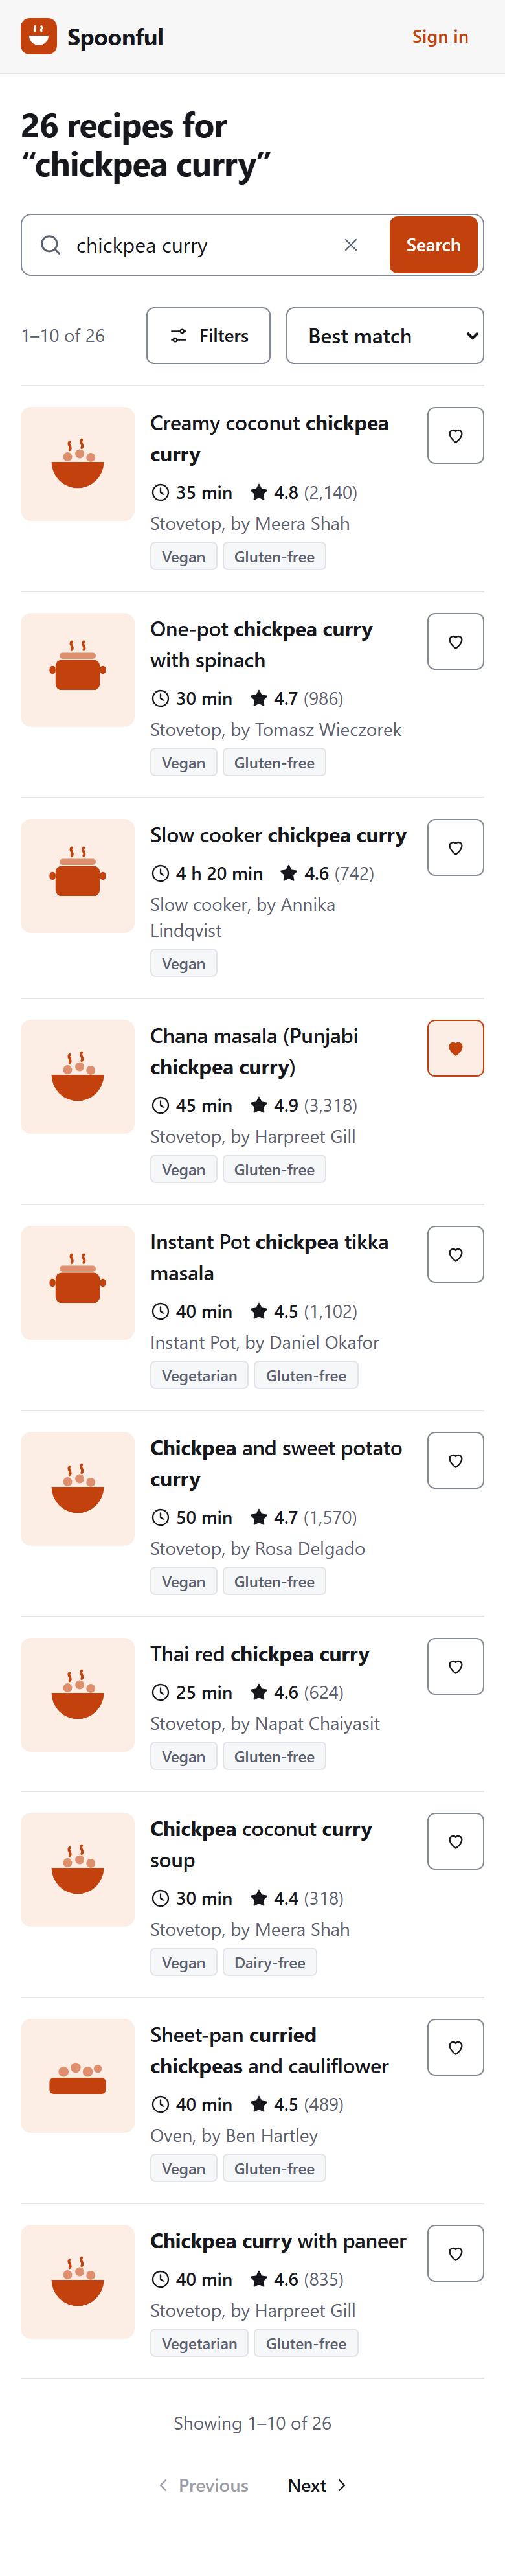 Spoonful
Sign in
26 recipes for
“chickpea curry”
chickpea curry
Search
1–10 of 26
Filters
Best match
Creamy coconut chickpea
curry
35 min 4.8 (2,140)
Stovetop, by Meera Shah
Vegan Gluten-free
One-pot chickpea curry
with spinach
30 min 4.7 (986)
Stovetop, by Tomasz Wieczorek
Vegan Gluten-free
Slow cooker chickpea curry
4 h 20 min 4.6 (742)
Slow cooker, by Annika
Lindqvist
Vegan
Chana masala (Punjabi
chickpea curry)
45 min 4.9 (3,318)
Stovetop, by Harpreet Gill
Vegan Gluten-free
Instant Pot chickpea tikka
masala
40 min 4.5 (1,102)
Instant Pot, by Daniel Okafor
Vegetarian Gluten-free
Chickpea and sweet potato
curry
50 min 4.7 (1,570)
Stovetop, by Rosa Delgado
Vegan Gluten-free
Thai red chickpea curry
25 min 4.6 (624)
Stovetop, by Napat Chaiyasit
Vegan Gluten-free
Chickpea coconut curry
soup
30 min 4.4 (318)
Stovetop, by Meera Shah
Vegan Dairy-free
Sheet-pan curried
chickpeas and cauliflower
40 min 4.5 (489)
Oven, by Ben Hartley
Vegan Gluten-free
Chickpea curry with paneer
40 min 4.6 (835)
Stovetop, by Harpreet Gill
Vegetarian Gluten-free
Showing 1–10 of 26
Previous Next